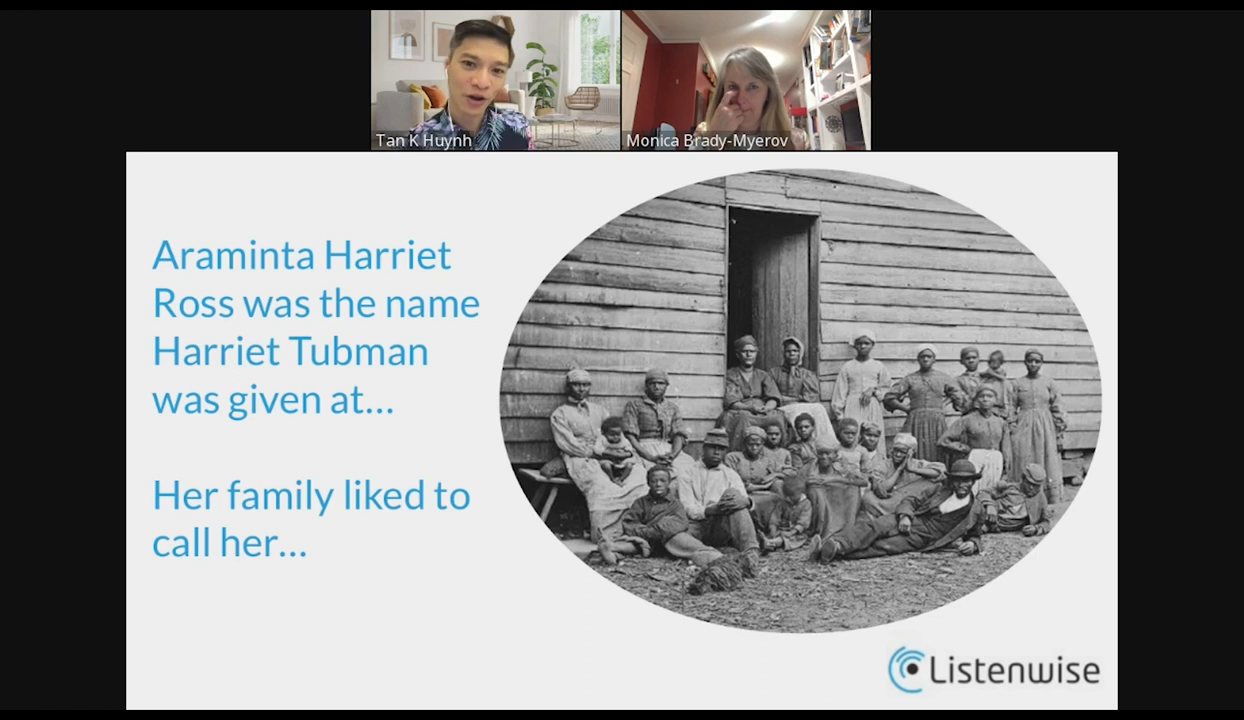 Tan K Huynh
Monica Brady-Myerov
Araminta Harriet
Ross was the name
Harriet Tubman
was given at...
Her family liked to
call her...
Listenwise